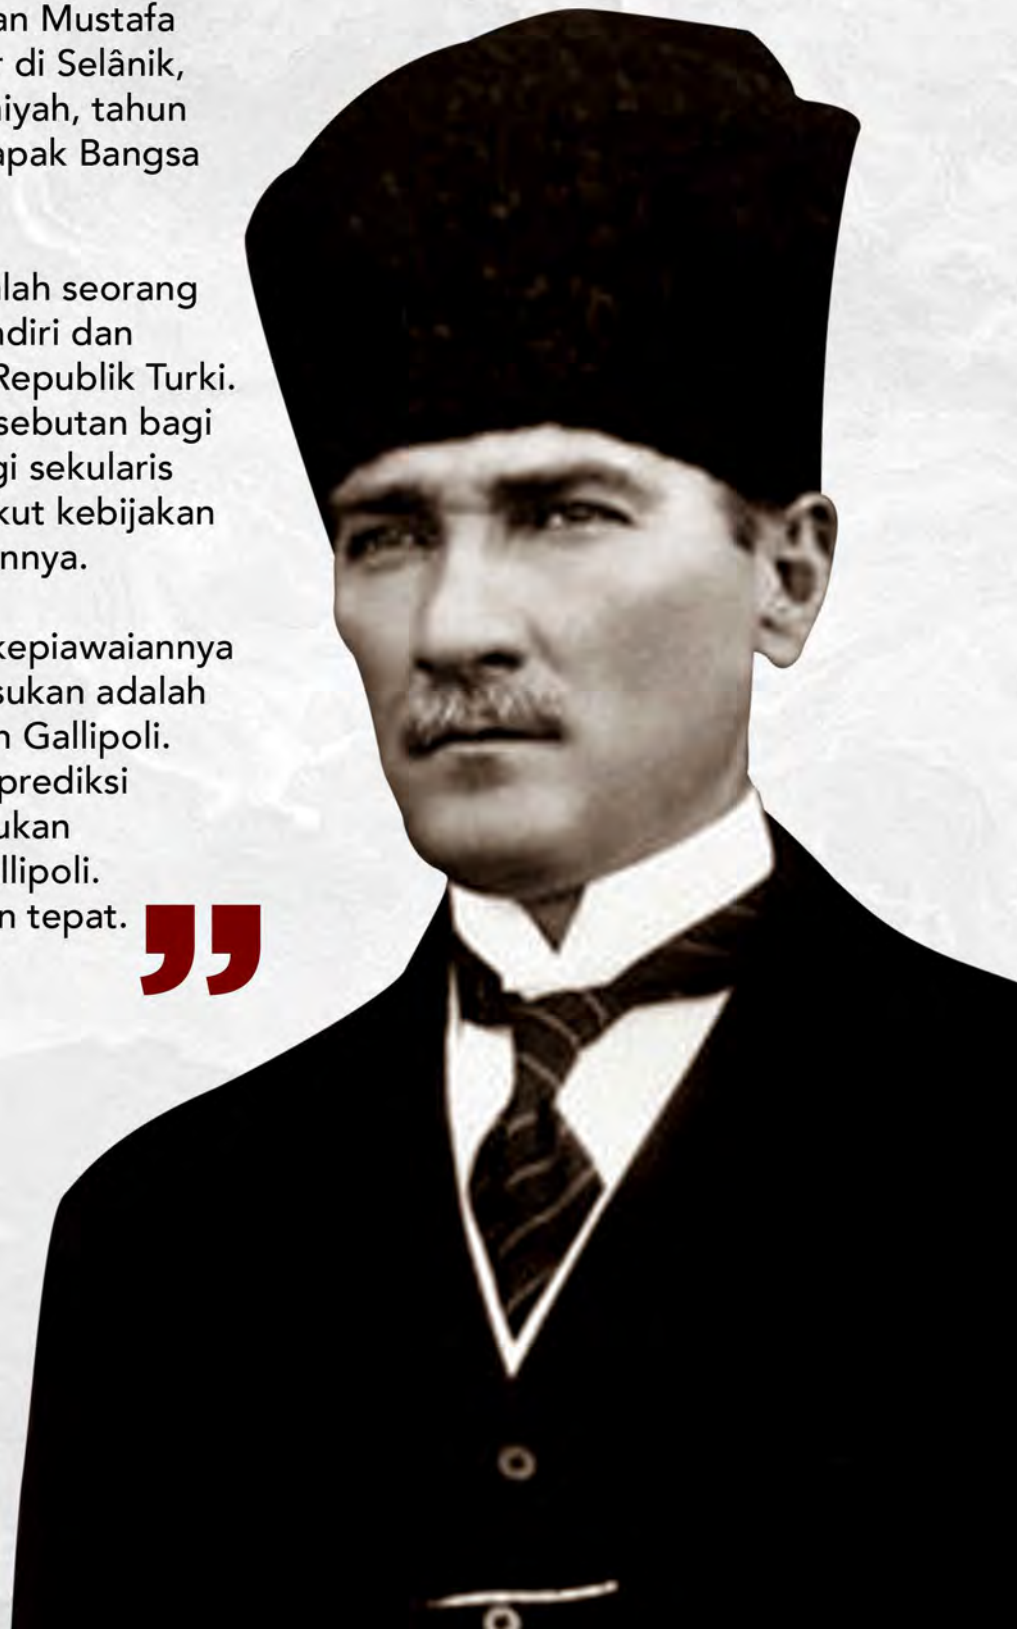 an Mustafa
di Selânik,
iyah, tahun
apak Bangsa
lah seorang
ndiri dan
Republik Turki.
sebutan bagi
gi sekularis
kut kebijakan
nnya.
kepiawaiannya
sukan adalah
n Gallipoli.
prediksi
ukan
llipoli.
n tepat. ”